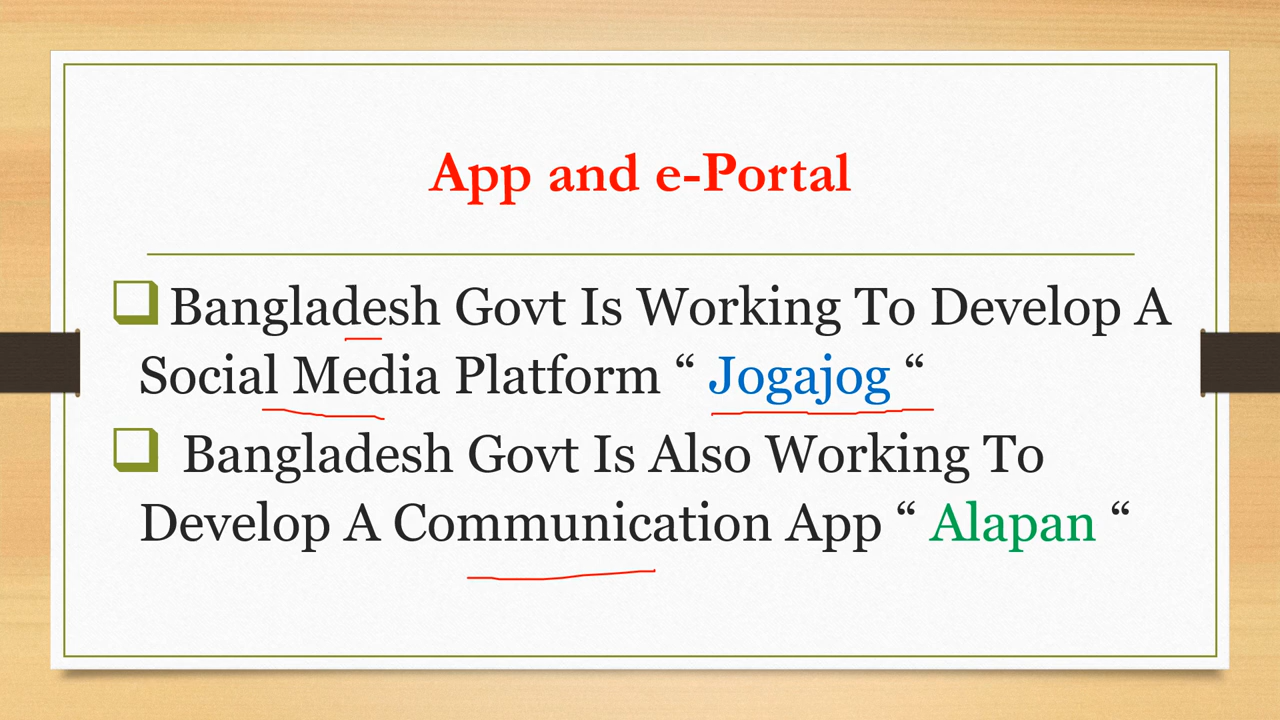 App and e-Portal
Bangladesh Govt Is Working To Develop A
Social Media Platform “ Jogajog “
Bangladesh Govt Is Also Working To
Develop A Communication App “ Alapan “